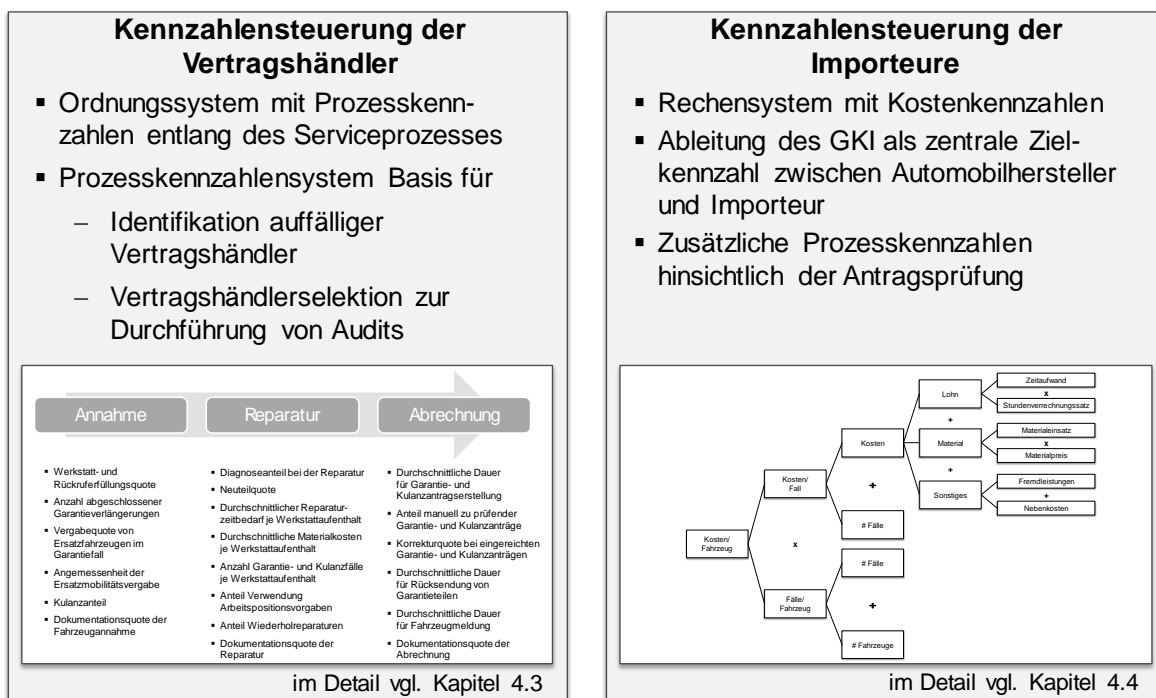 Kennzahlensteuerung der
Vertragshändler
▪ Ordnungssystem mit Prozesskenn-
zahlen entlang des Serviceprozesses
▪ Prozesskennzahlensystem Basis für
– Identifikation auffälliger
Vertragshändler
– Vertragshändlerselektion zur
Durchführung von Audits
Annahme
▪ Werkstatt- und
Rückruferfüllungsquote
▪ Anzahl abgeschlossener
Garantieverlängerungen
▪ Vergabequote von
Ersatzfahrzeugen im
Garantiefall
▪ Angemessenheit der
Ersatzmobilitätsvergabe
▪ Kulanzanteil
▪ Dokumentationsquote der
Fahrzeugannahme
Reparatur
▪ Diagnoseanteil bei der Reparatur
▪ Neuteilquote
▪ Durchschnittlicher Reparatur-
zeitbedarf je Werkstattaufenthalt
▪ Durchschnittliche Materialkosten
je Werkstattaufenthalt
▪ Anzahl Garantie- und Kulanzfälle
je Werkstattaufenthalt
▪ Anteil Verwendung
Arbeitspositionsvorgaben
▪ Anteil Wiederholreparaturen
▪ Dokumentationsquote der
Reparatur
Abrechnung
▪ Durchschnittliche Dauer
für Garantie- und
Kulanzantragserstellung
▪ Anteil manuell zu prüfender
Garantie- und Kulanzanträge
▪ Korrekturquote bei eingereichten
Garantie- und Kulanzanträgen
▪ Durchschnittliche Dauer
für Rücksendung von
Garantieteilen
▪ Durchschnittliche Dauer
für Fahrzeugmeldung
▪ Dokumentationsquote der
Abrechnung
im Detail vgl. Kapitel 4.3
Kennzahlensteuerung der
Importeure
▪ Rechensystem mit Kostenkennzahlen
▪ Ableitung des GKI als zentrale Ziel-
kennzahl zwischen Automobilhersteller
und Importeur
▪ Zusätzliche Prozesskennzahlen
hinsichtlich der Antragsprüfung
Kosten/
Fahrzeug
Kosten/
Fall
x
Fälle/
Fahrzeug
Kosten
+
# Fälle
# Fälle
+
# Fahrzeuge
Lohn
+
Material
+
Sonstiges
Zeitaufwand
x
Stundenverrechnungssatz
Materialeinsatz
x
Materialpreis
Fremdleistungen
+
Nebenkosten
im Detail vgl. Kapitel 4.4